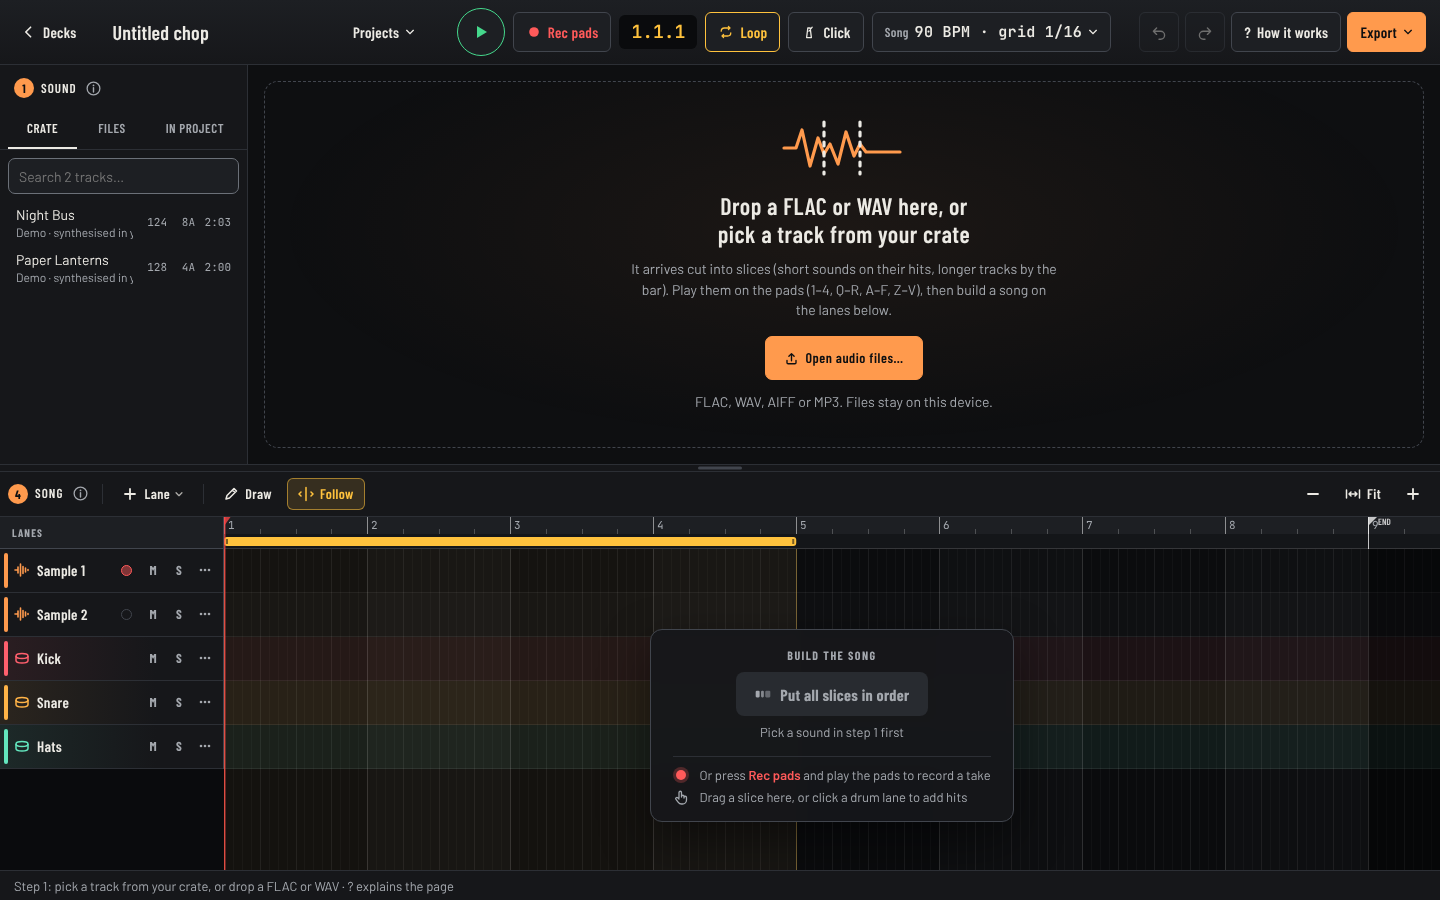 Decks
Untitled chop
Projects
Rec pads
1.1.1
Loop
Click
Song 90 BPM · grid 1/16
? How it works
Export
1 SOUND
CRATE
FILES
IN PROJECT
Search 2 tracks...
Night Bus
Demo · synthesised in
124 8A 2:03
Paper Lanterns
Demo · synthesised in
128 4A 2:00
Drop a FLAC or WAV here, or
pick a track from your crate
It arrives cut into slices (short sounds on their hits, longer tracks by the
bar). Play them on the pads (1–4, Q–R, A–F, Z–V), then build a song on
the lanes below.
Open audio files...
FLAC, WAV, AIFF or MP3. Files stay on this device.
4 SONG
Lane
Draw
Follow
Fit
LANES
1 2 3 4 5 6 7 8 9 END
Sample 1 M S
Sample 2 M S
Kick M S
Snare M S
Hats M S
BUILD THE SONG
Put all slices in order
Pick a sound in step 1 first
Or press Rec pads and play the pads to record a take
Drag a slice here, or click a drum lane to add hits
Step 1: pick a track from your crate, or drop a FLAC or WAV · ? explains the page